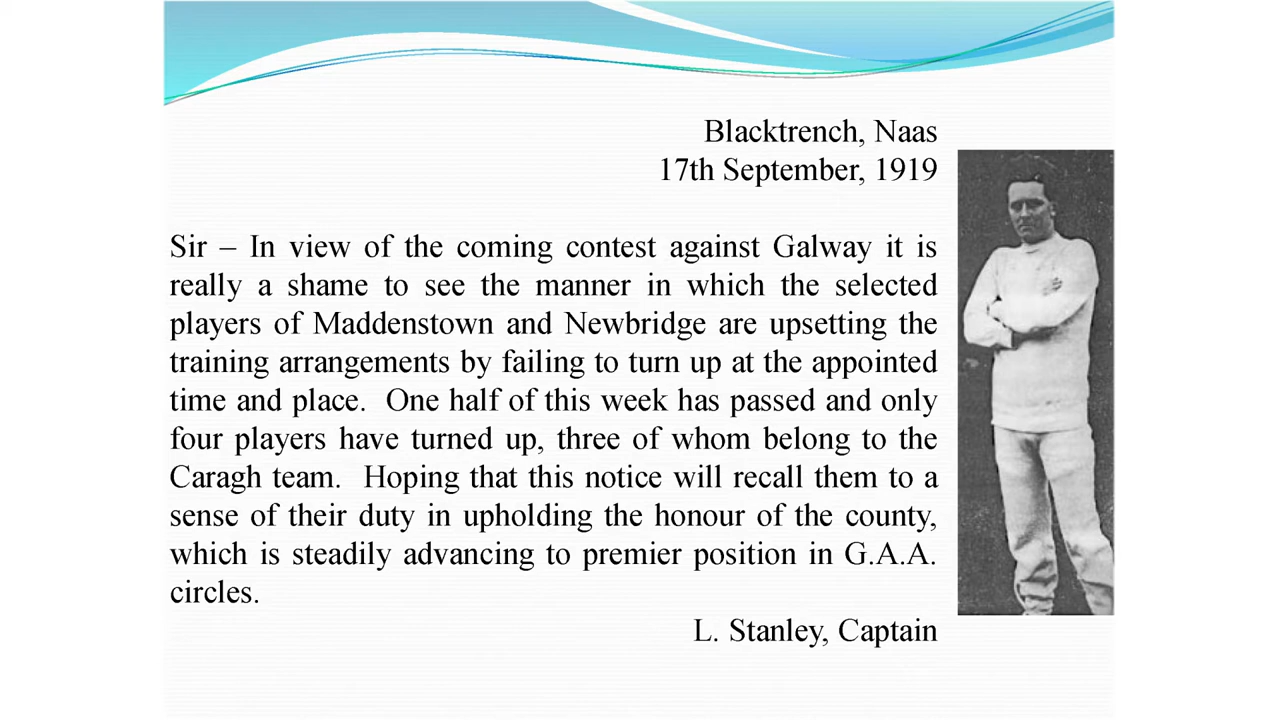 Blacktrench, Naas
17th September, 1919
Sir – In view of the coming contest against Galway it is
really a shame to see the manner in which the selected
players of Maddenstown and Newbridge are upsetting the
training arrangements by failing to turn up at the appointed
time and place.  One half of this week has passed and only
four players have turned up, three of whom belong to the
Caragh team.  Hoping that this notice will recall them to a
sense of their duty in upholding the honour of the county,
which is steadily advancing to premier position in G.A.A.
circles.
L. Stanley, Captain